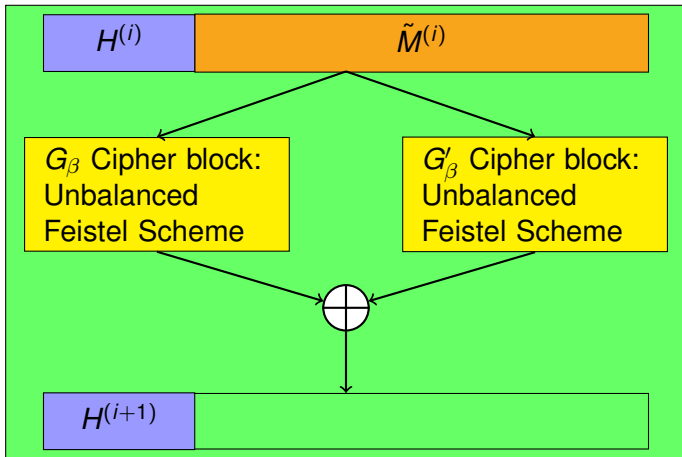 H^(i) M̃^(i)
G_β Cipher block: 
Unbalanced
Feistel Scheme
G′_β Cipher block:
Unbalanced
Feistel Scheme
H^(i+1)